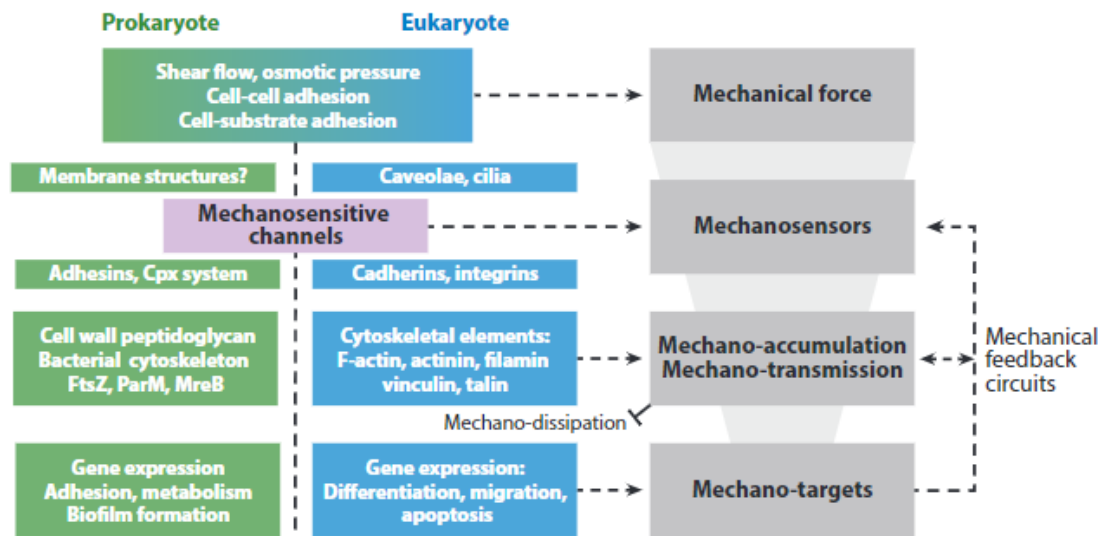 Prokaryote
Eukaryote
Shear flow, osmotic pressure
Cell-cell adhesion
Cell-substrate adhesion
Mechanical force
Membrane structures?
Caveolae, cilia
Mechanosensitive
channels
Mechanosensors
Adhesins, Cpx system
Cadherins, integrins
Cell wall peptidoglycan
Bacterial cytoskeleton
FtsZ, ParM, MreB
Cytoskeletal elements:
F-actin, actinin, filamin
vinculin, talin
Mechano-accumulation
Mechano-transmission
Mechanical
feedback
circuits
Mechano-dissipation
Gene expression
Adhesion, metabolism
Biofilm formation
Gene expression:
Differentiation, migration,
apoptosis
Mechano-targets